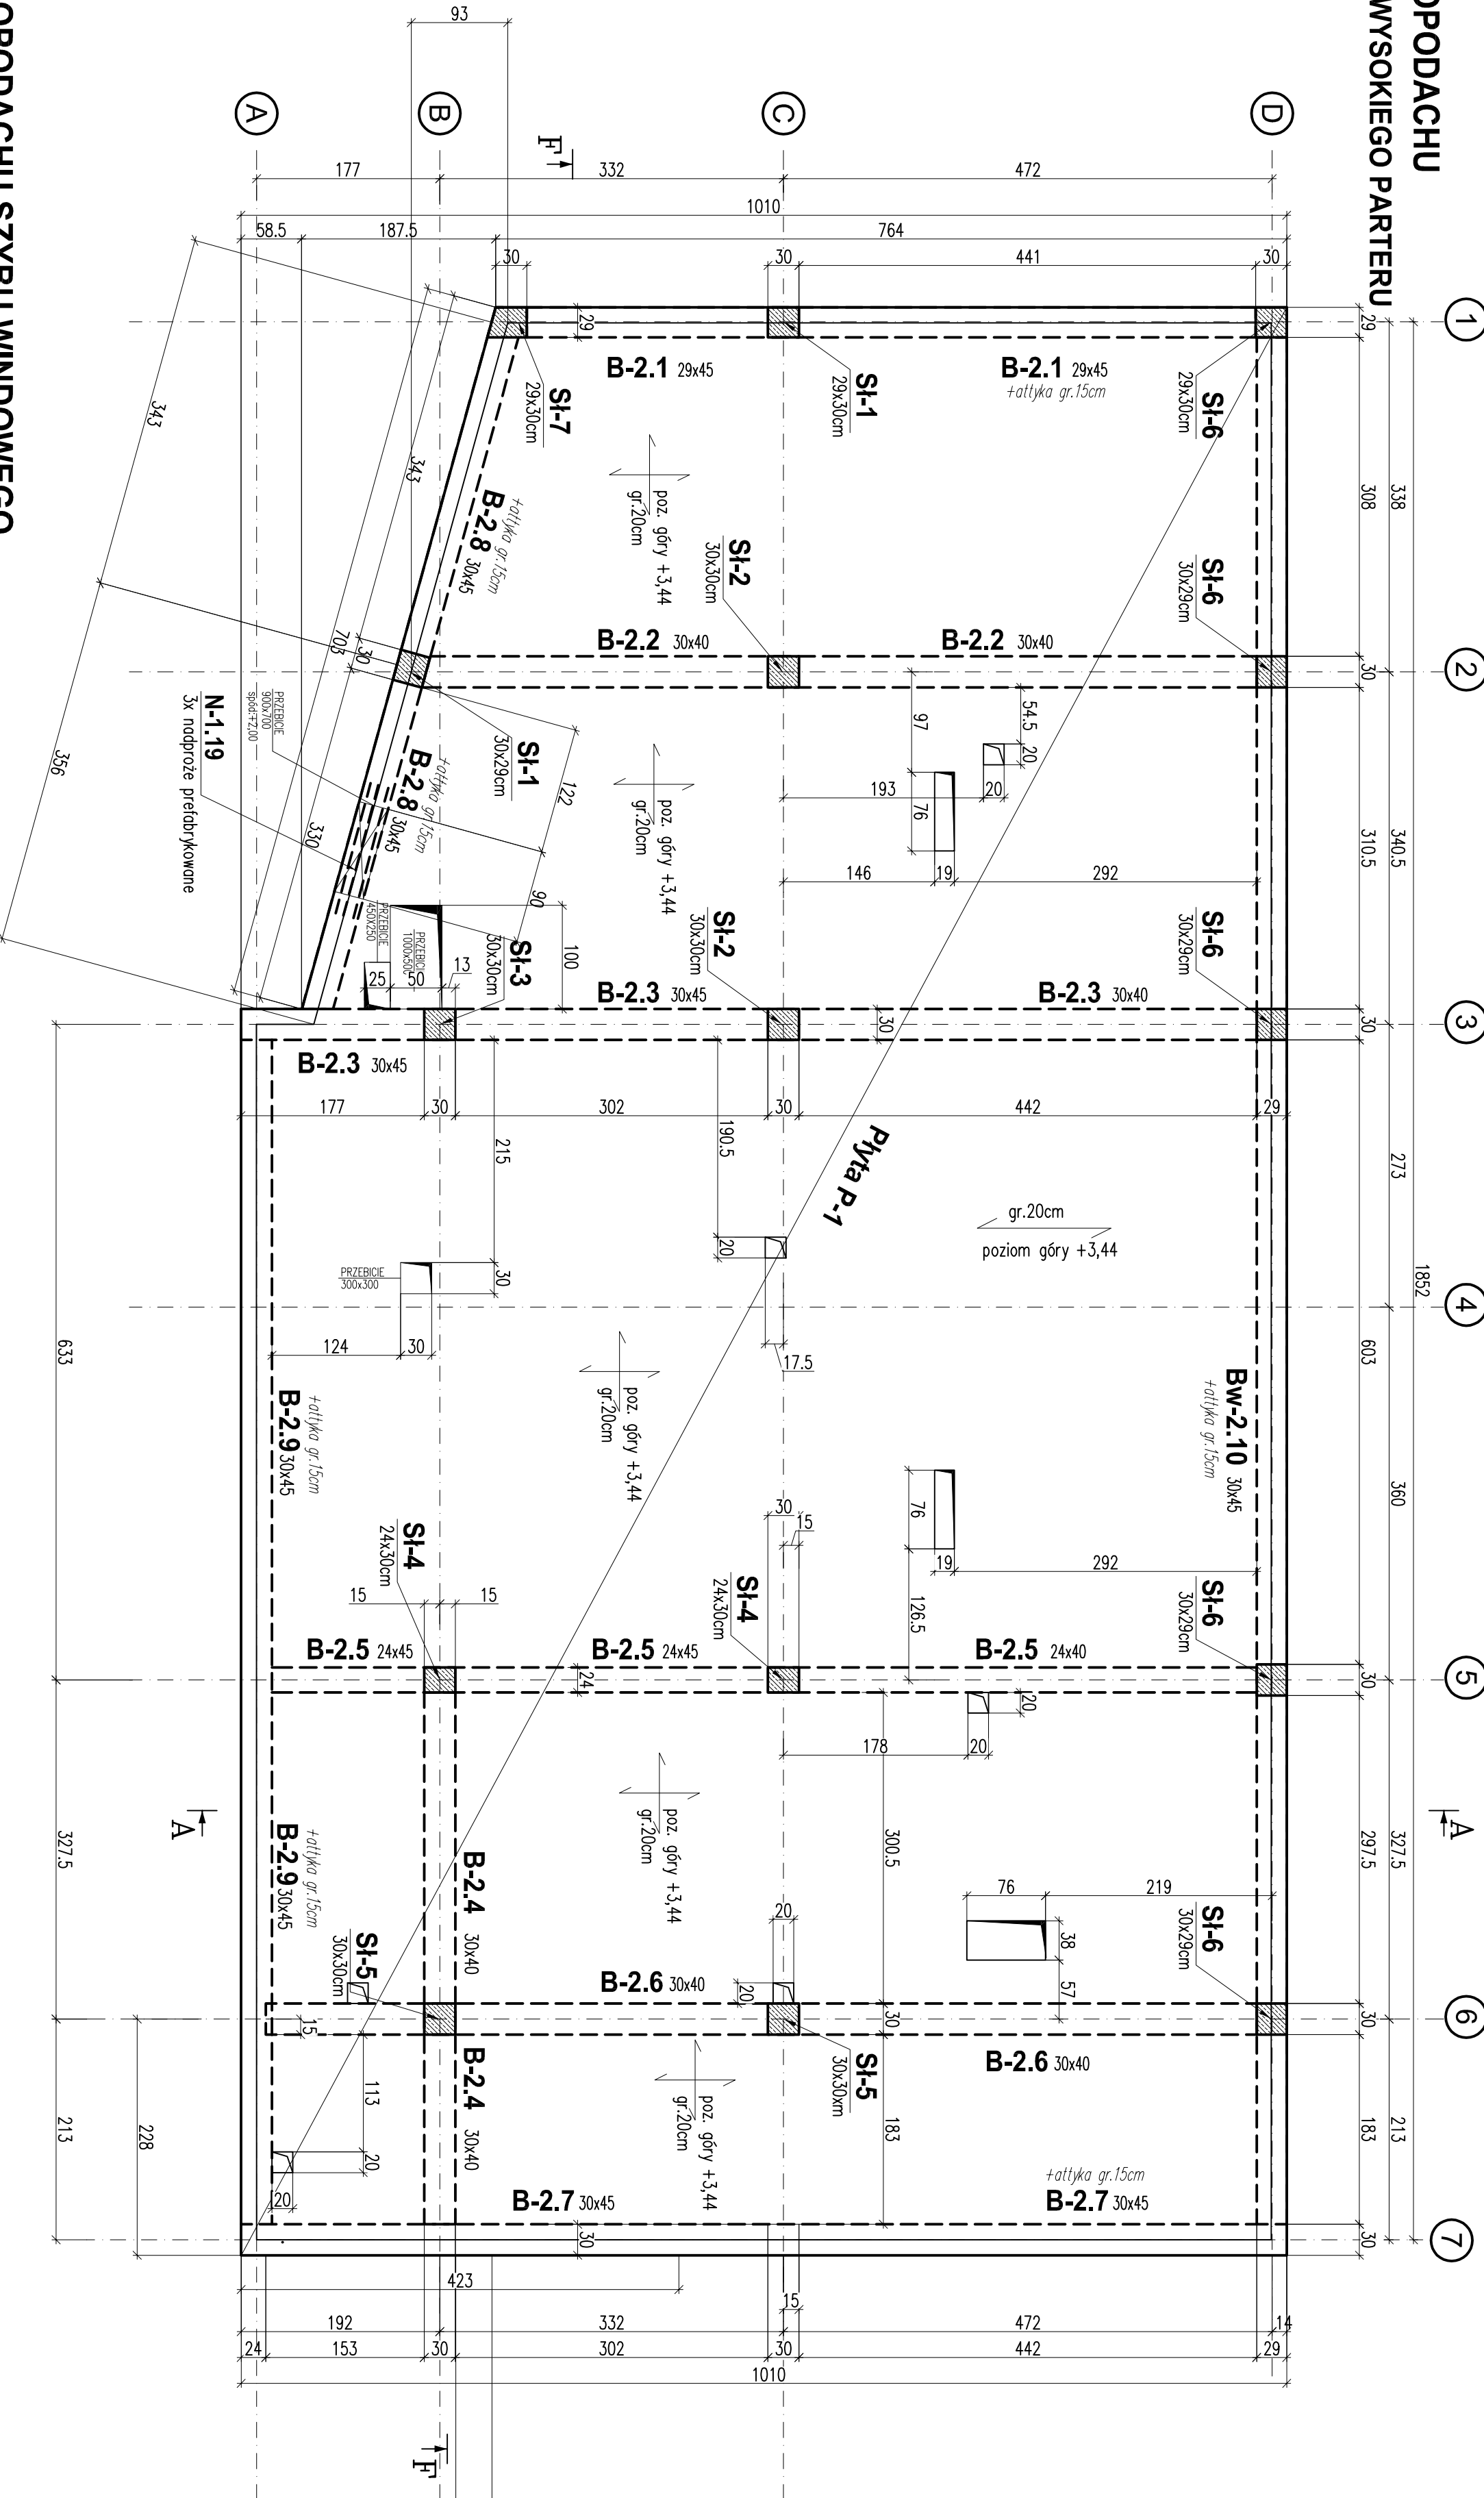 OPODACHU
WYSOKIEGO PARTERU
OPODACHU SZYBU WINDOWEGO
1
2
3
4
5
6
7
A
B
C
D
F
F
A
A
1852
338
340.5
273
360
327.5
213
29
308
30
310.5
30
603
30
297.5
30
183
30
93
177
332
472
1010
58.5
187.5
764
30
30
441
30
29
Sł-6
29x30cm
Sł-6
30x29cm
Sł-6
30x29cm
Sł-6
30x29cm
Sł-6
30x29cm
Sł-1
29x30cm
Sł-7
29x30cm
B-2.1 29x45
B-2.1 29x45
+attyka gr.15cm
poz. góry +3,44
gr.20cm
Sł-2
30x30cm
B-2.2 30x40
B-2.2 30x40
+attyka gr.15cm
B-2.8 30x45
343
343
703
30
356
330
122
90
Sł-1
30x29cm
+attyka gr.15cm
B-2.8 30x45
N-1.19
3x nadproże prefabrykowane
PRZEBICIE
900x700
spód:+2,00
PRZEBICIE
450X250
PRZEBICIE
1000x500
54.5
20
97
20
193
76
146
19
292
poz. góry +3,44
gr.20cm
Sł-2
30x30cm
Sł-3
30x30cm
100
25
50
13
B-2.3 30x45
B-2.3 30x40
B-2.3 30x45
30
177
30
302
30
442
29
215
190.5
20
30
PRZEBICIE
300x300
124
30
17.5
Płyta P-1
gr.20cm
poziom góry +3,44
poz. góry +3,44
gr.20cm
Bw-2.10 30x45
+attyka gr.15cm
+attyka gr.15cm
B-2.9 30x45
76
19
292
126.5
30
15
Sł-4
24x30cm
Sł-4
24x30cm
15
15
B-2.5 24x45
B-2.5 24x45
B-2.5 24x40
24
20
178
20
300.5
poz. góry +3,44
gr.20cm
+attyka gr.15cm
B-2.9 30x45
B-2.4 30x40
B-2.4 30x40
76
219
38
57
20
20
B-2.6 30x40
B-2.6 30x40
Sł-5
30x30cm
Sł-5
30x30xm
30
15
113
20
20
183
poz. góry +3,44
gr.20cm
+attyka gr.15cm
B-2.7 30x45
B-2.7 30x45
30
633
327.5
213
228
423
15
192
332
472
14
24
153
30
302
30
442
29
1010